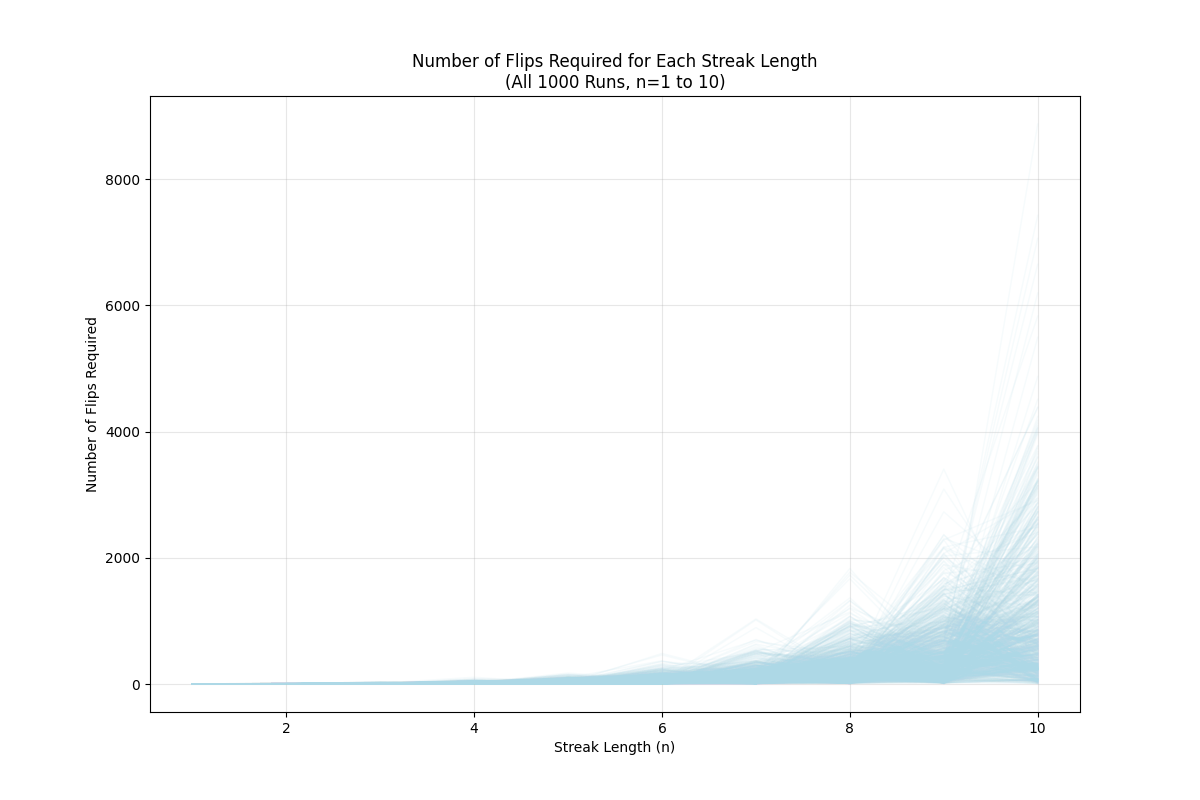 Number of Flips Required for Each Streak Length
(All 1000 Runs, n=1 to 10)
Number of Flips Required
8000
6000
4000
2000
0
2
4
6
8
10
Streak Length (n)